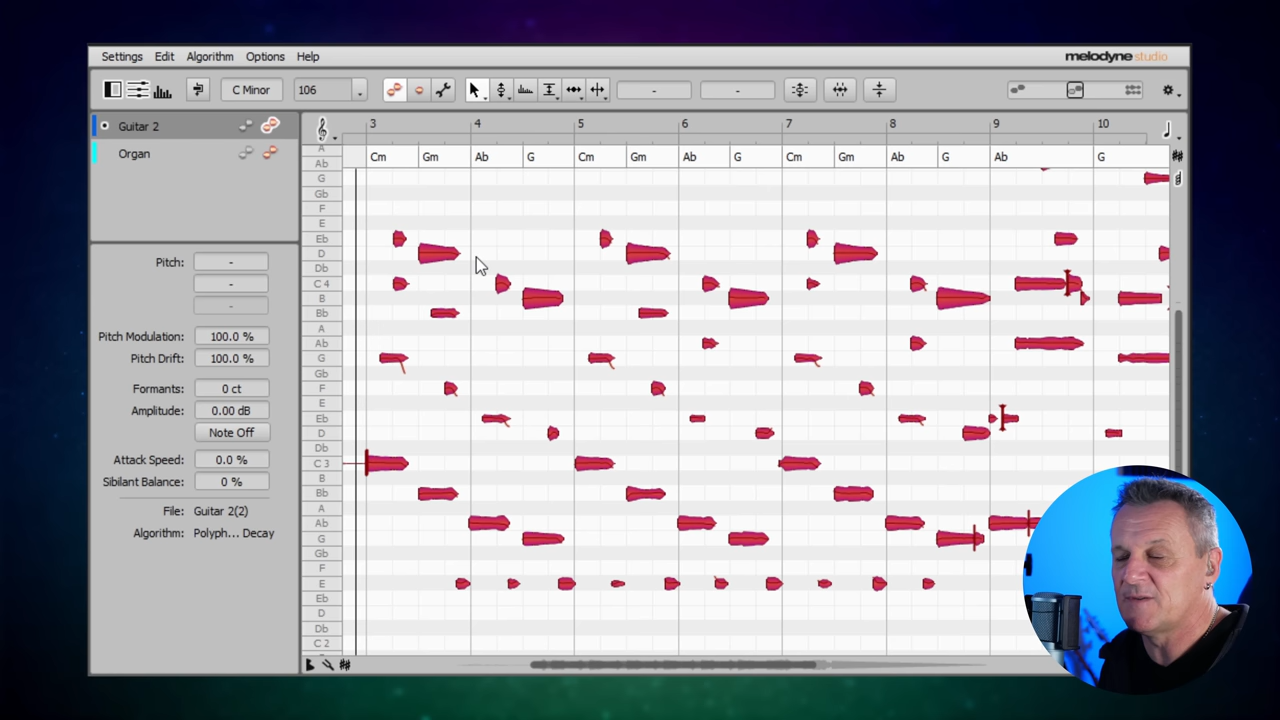 Settings Edit Algorithm Options Help
melodyne studio
C Minor 106 - -
Guitar 2
Organ
3 4 5 6 7 8 9 10
Cm Gm Ab G Cm Gm Ab G Cm Gm Ab G Ab G
A
Ab
G
Gb
F
E
Eb
D
Db
C 4
B
Bb
A
Ab
G
Gb
F
E
Eb
D
Db
C 3
B
Bb
A
Ab
G
Gb
F
E
Eb
D
Db
C 2
Pitch: -
-
-
Pitch Modulation: 100.0 %
Pitch Drift: 100.0 %
Formants: 0 ct
Amplitude: 0.00 dB
Note Off
Attack Speed: 0.0 %
Sibilant Balance: 0 %
File: Guitar 2(2)
Algorithm: Polyph... Decay